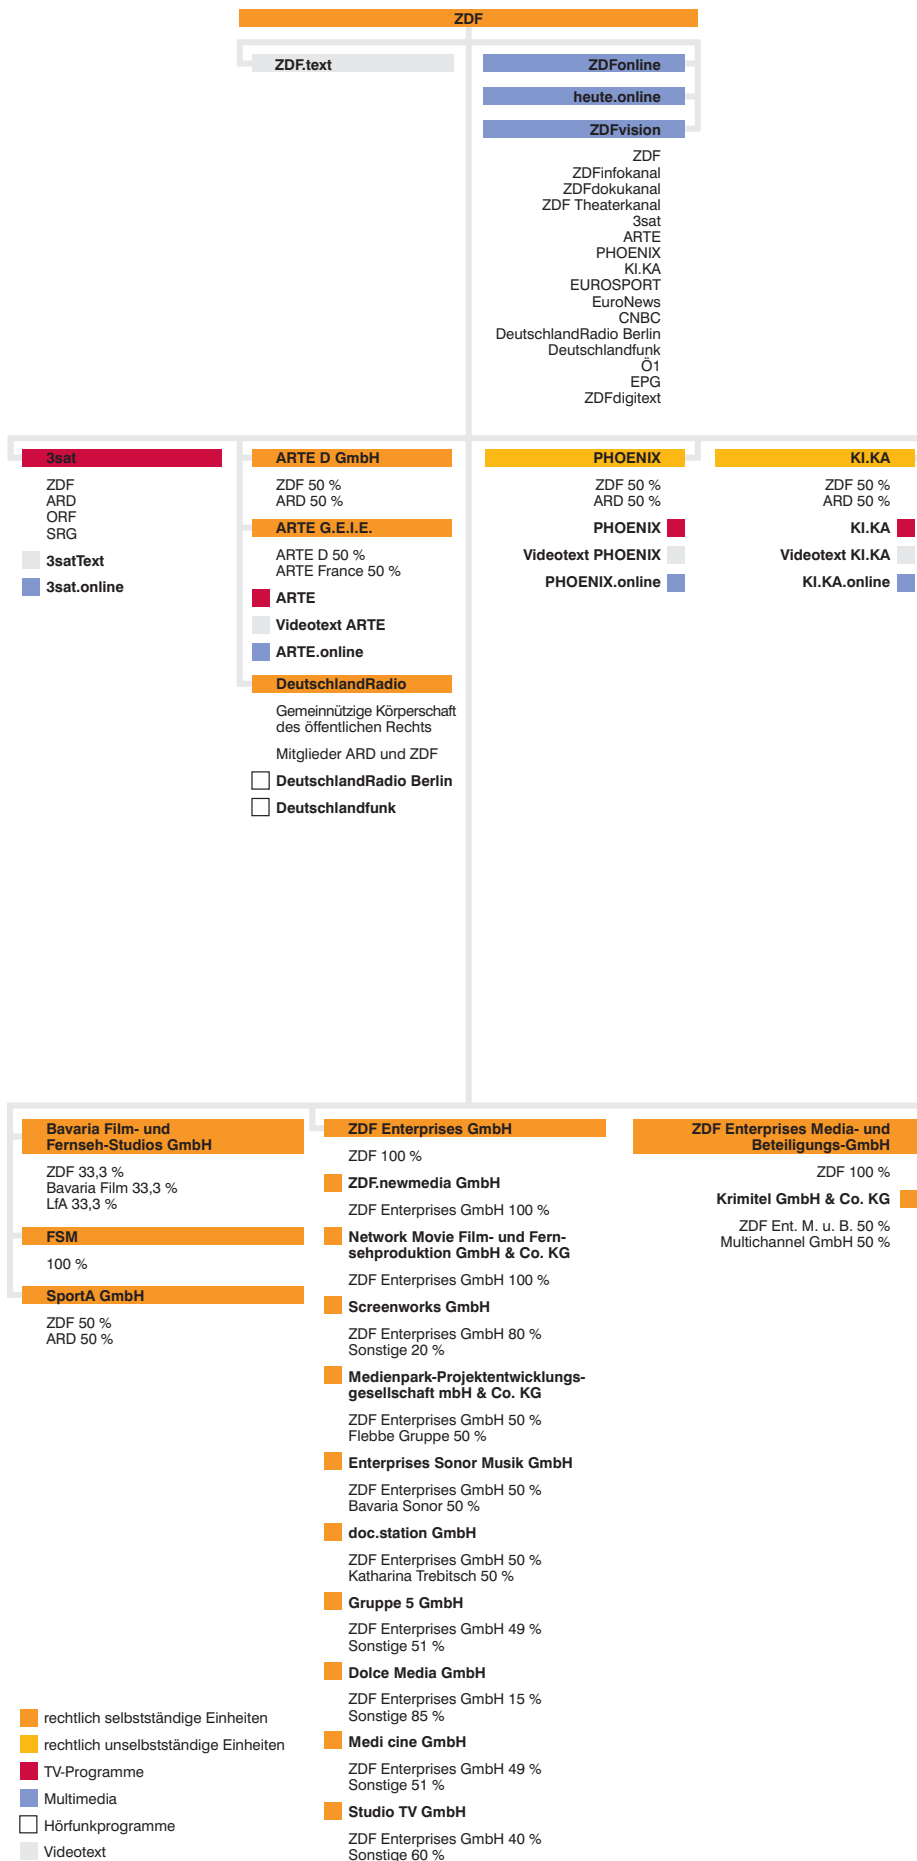 ZDF
ZDF.text
ZDFonline
heute.online
ZDFvision
ZDF
ZDFinfokanal
ZDFdokukanal
ZDF Theaterkanal
3sat
ARTE
PHOENIX
KI.KA
EUROSPORT
EuroNews
CNBC
DeutschlandRadio Berlin
Deutschlandfunk
Ö1
EPG
ZDFdigitext
3sat
ZDF
ARD
ORF
SRG
3satText
3sat.online
ARTE D GmbH
ZDF 50 %
ARD 50 %
ARTE G.E.I.E.
ARTE D 50 %
ARTE France 50 %
ARTE
Videotext ARTE
ARTE.online
DeutschlandRadio
Gemeinnützige Körperschaft
des öffentlichen Rechts
Mitglieder ARD und ZDF
DeutschlandRadio Berlin
Deutschlandfunk
PHOENIX
ZDF 50 %
ARD 50 %
PHOENIX
Videotext PHOENIX
PHOENIX.online
KI.KA
ZDF 50 %
ARD 50 %
KI.KA
Videotext KI.KA
KI.KA.online
Bavaria Film- und
Fernseh-Studios GmbH
ZDF 33,3 %
Bavaria Film 33,3 %
LfA 33,3 %
FSM
100 %
SportA GmbH
ZDF 50 %
ARD 50 %
ZDF Enterprises GmbH
ZDF 100 %
ZDF.newmedia GmbH
ZDF Enterprises GmbH 100 %
Network Movie Film- und Fern-
sehproduktion GmbH & Co. KG
ZDF Enterprises GmbH 100 %
Screenworks GmbH
ZDF Enterprises GmbH 80 %
Sonstige 20 %
Medienpark-Projektentwicklungs-
gesellschaft mbH & Co. KG
ZDF Enterprises GmbH 50 %
Flebbe Gruppe 50 %
Enterprises Sonor Musik GmbH
ZDF Enterprises GmbH 50 %
Bavaria Sonor 50 %
doc.station GmbH
ZDF Enterprises GmbH 50 %
Katharina Trebitsch 50 %
Gruppe 5 GmbH
ZDF Enterprises GmbH 49 %
Sonstige 51 %
Dolce Media GmbH
ZDF Enterprises GmbH 15 %
Sonstige 85 %
Medi cine GmbH
ZDF Enterprises GmbH 49 %
Sonstige 51 %
Studio TV GmbH
ZDF Enterprises GmbH 40 %
Sonstige 60 %
ZDF Enterprises Media- und
Beteiligungs-GmbH
ZDF 100 %
Krimitel GmbH & Co. KG
ZDF Ent. M. u. B. 50 %
Multichannel GmbH 50 %
rechtlich selbstständige Einheiten
rechtlich unselbstständige Einheiten
TV-Programme
Multimedia
Hörfunkprogramme
Videotext